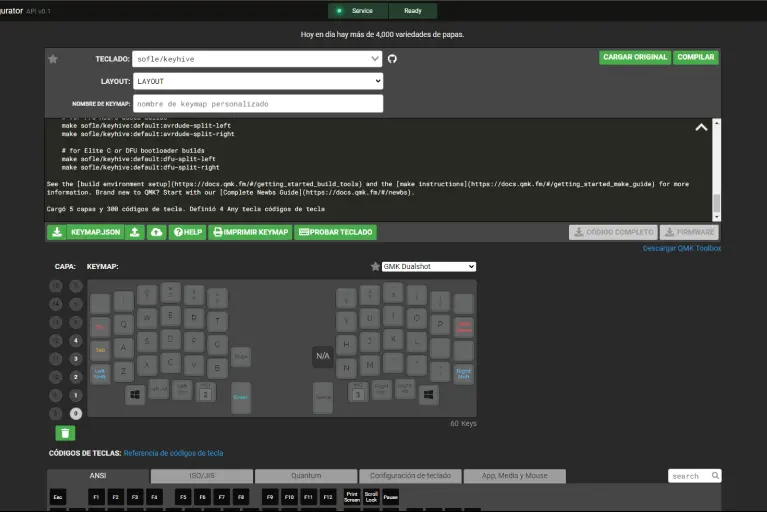 gurator API v0.1
Service Ready
Hoy en día hay más de 4,000 variedades de papas.
TECLADO: sofle/keyhive CARGAR ORIGINAL COMPILAR
LAYOUT: LAYOUT
NOMBRE DE KEYMAP: nombre de keymap personalizado
make sofle/keyhive:default:avrdude-split-left
make sofle/keyhive:default:avrdude-split-right
# for Elite C or DFU bootloader builds
make sofle/keyhive:default:dfu-split-left
make sofle/keyhive:default:dfu-split-right
See the [build environment setup](https://docs.qmk.fm/#/getting_started_build_tools) and the [make instructions](https://docs.qmk.fm/#/getting_started_make_guide) for more
information. Brand new to QMK? Start with our [Complete Newbs Guide](https://docs.qmk.fm/#/newbs).
Cargó 5 capas y 300 códigos de tecla. Definió 4 Any tecla códigos de tecla
KEYMAP.JSON HELP IMPRIMIR KEYMAP PROBAR TECLADO CÓDIGO COMPLETO FIRMWARE
Descargar QMK Toolbox
CAPA: KEYMAP: GMK Dualshot
W E R T Y U I O
Q P
4 S D F G H J K L
A
3 Tab
X C V B N M
2 Left Shift Z N/A Right Shift
1 2 Enter 3
0
60 Keys
CÓDIGOS DE TECLAS: Referencia de códigos de tecla
ANSI ISO/JIS Quantum Configuración de teclado App, Media y Mouse search
Esc F1 F2 F3 F4 F5 F6 F7 F8 F9 F10 F11 F12 Print Screen Scroll Lock Pause